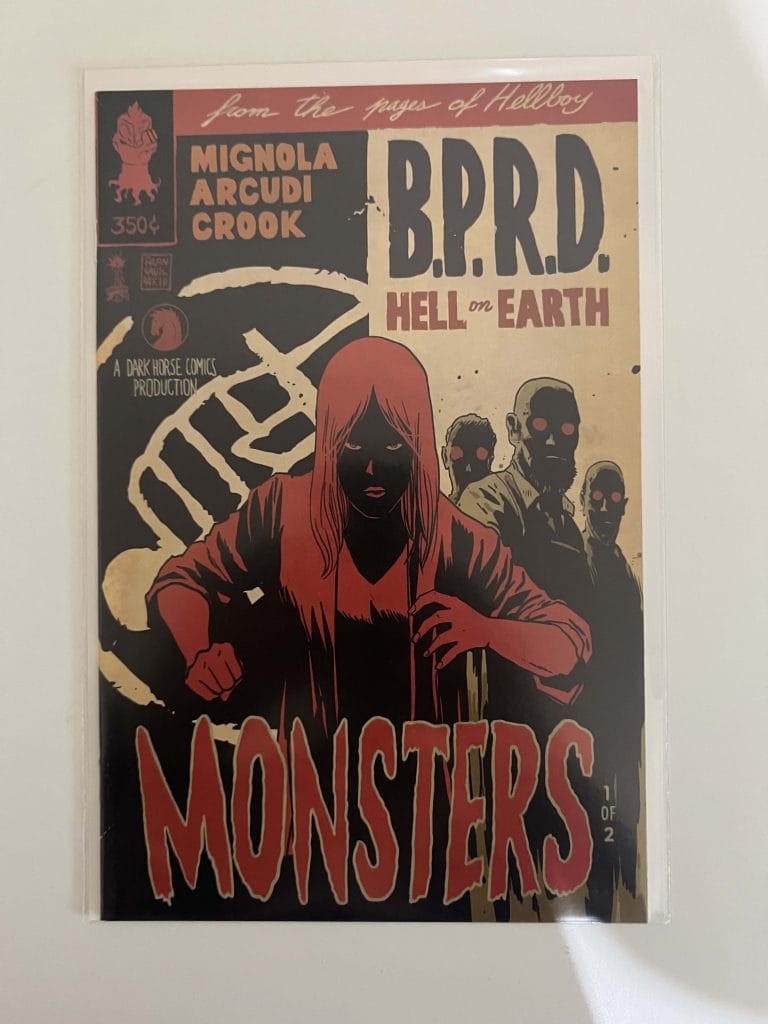 from the pages of Hellboy
MIGNOLA
ARCUDI
CROOK
350¢
B.P.R.D.
HELL on EARTH
FRAN
A DARK HORSE COMICS
PRODUCTION
MONSTERS
1
OF
2